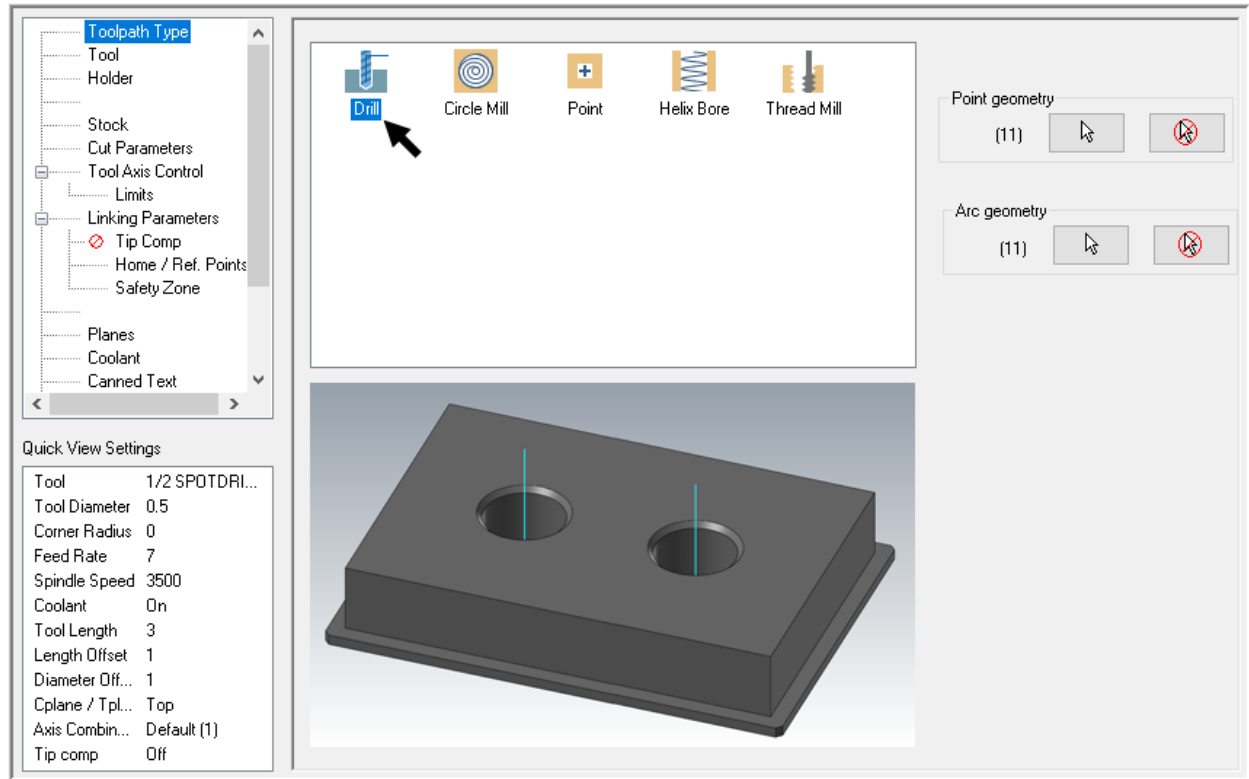 Toolpath Type
Tool
Holder
Stock
Cut Parameters
Tool Axis Control
Limits
Linking Parameters
Tip Comp
Home / Ref. Points
Safety Zone
Planes
Coolant
Canned Text
Quick View Settings
Tool 1/2 SPOTDRI...
Tool Diameter 0.5
Corner Radius 0
Feed Rate 7
Spindle Speed 3500
Coolant On
Tool Length 3
Length Offset 1
Diameter Off... 1
Cplane / Tpl... Top
Axis Combin... Default (1)
Tip comp Off
Drill Circle Mill Point Helix Bore Thread Mill
Point geometry
(11)
Arc geometry
(11)